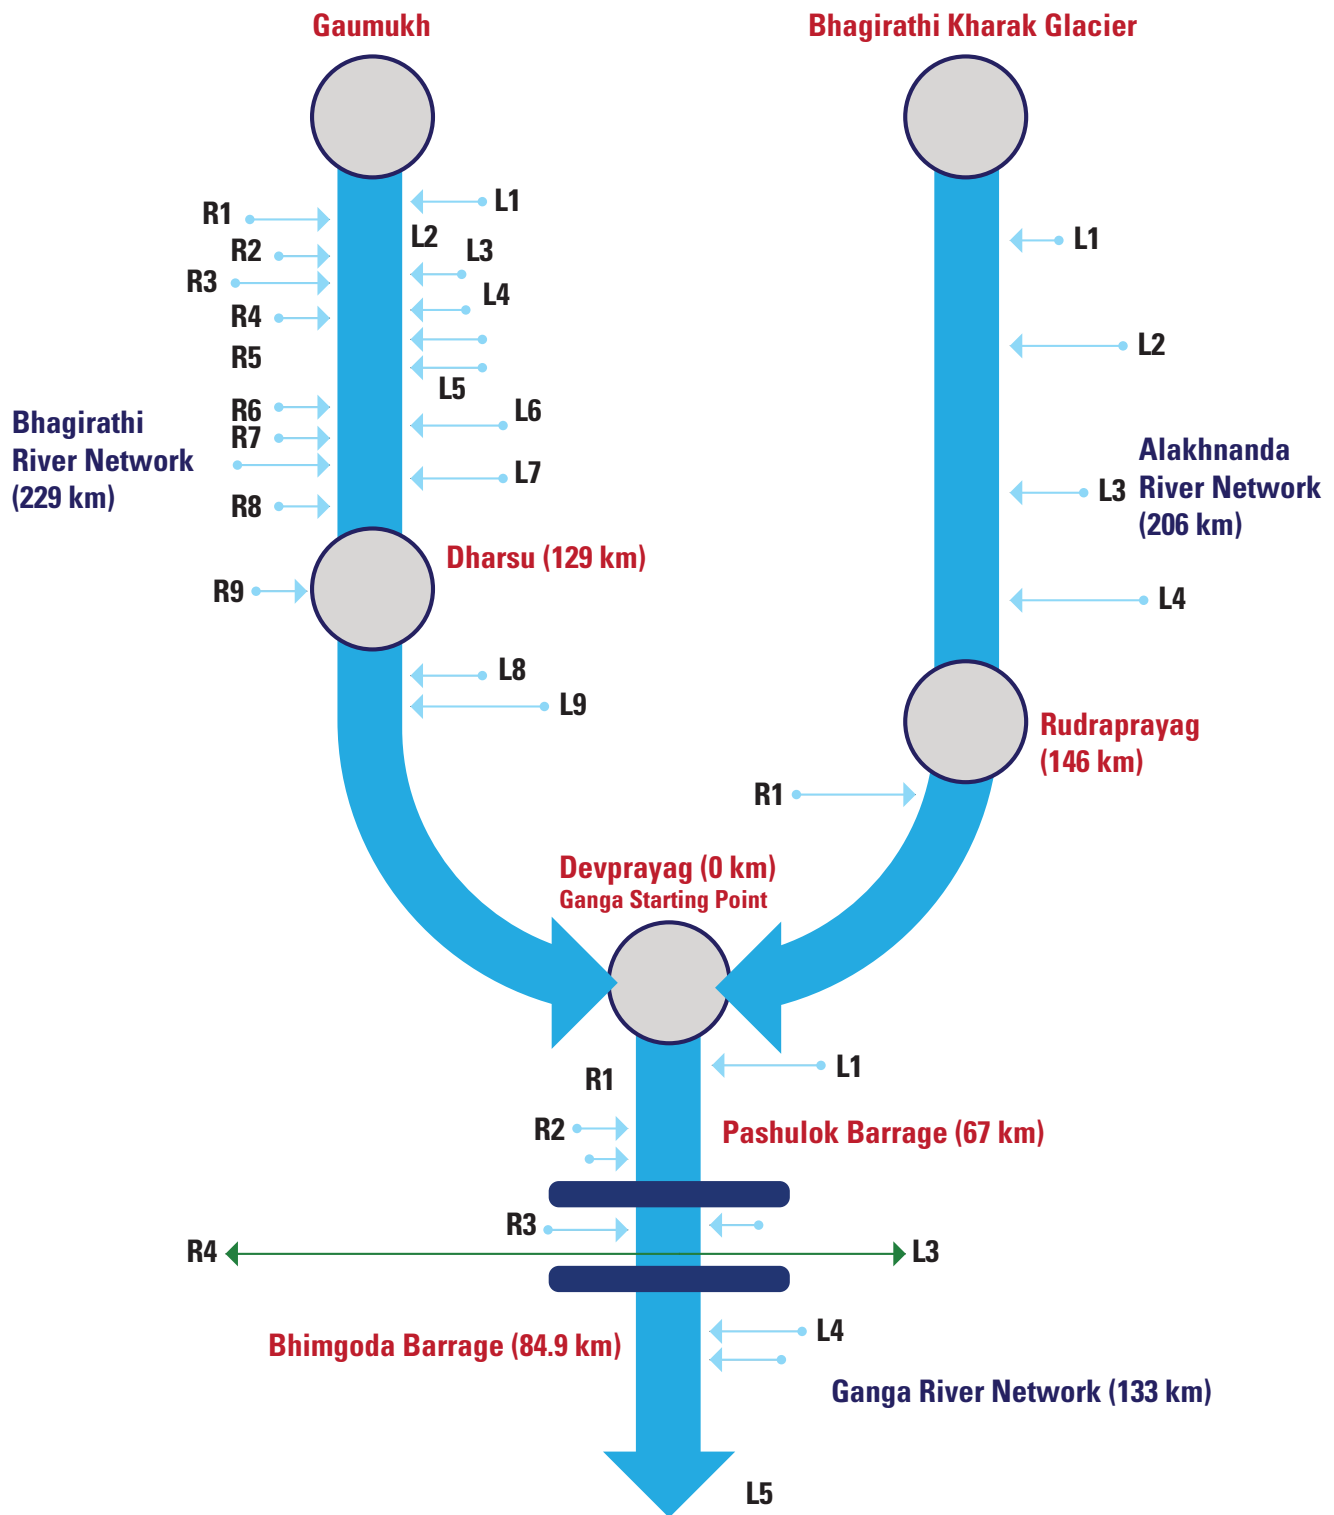 Gaumukh
Bhagirathi Kharak Glacier
L1
R1
L2
L3
R2
R3
L4
R4
R5
L5
R6
L6
R7
L7
R8
Bhagirathi
River Network
(229 km)
Dharsu (129 km)
R9
L8
L9
L1
L2
L3
Alakhnanda
River Network
(206 km)
L4
Rudraprayag
(146 km)
R1
Devprayag (0 km)
Ganga Starting Point
L1
R1
R2
Pashulok Barrage (67 km)
R3
R4
L3
L4
Bhimgoda Barrage (84.9 km)
Ganga River Network (133 km)
L5